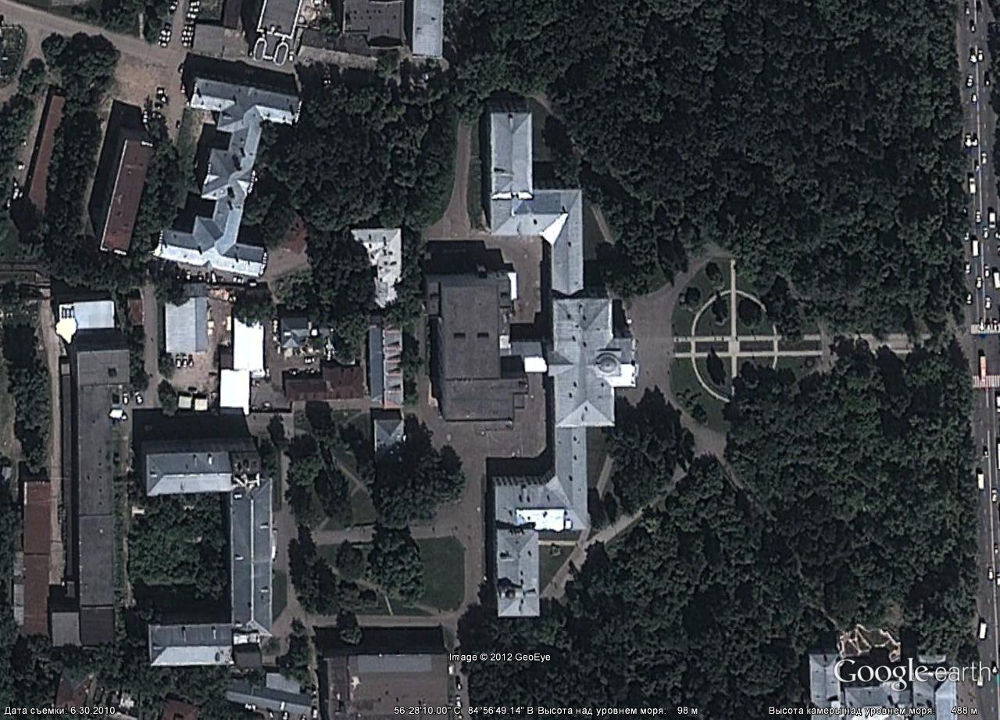 Image © 2012 GeoEye
Google earth
Дата съемки: 6.30.2010 56°28'10.00" С 84°56'49.14" В Высота над уровнем моря: 98 м Высота камеры над уровнем моря: 488 м